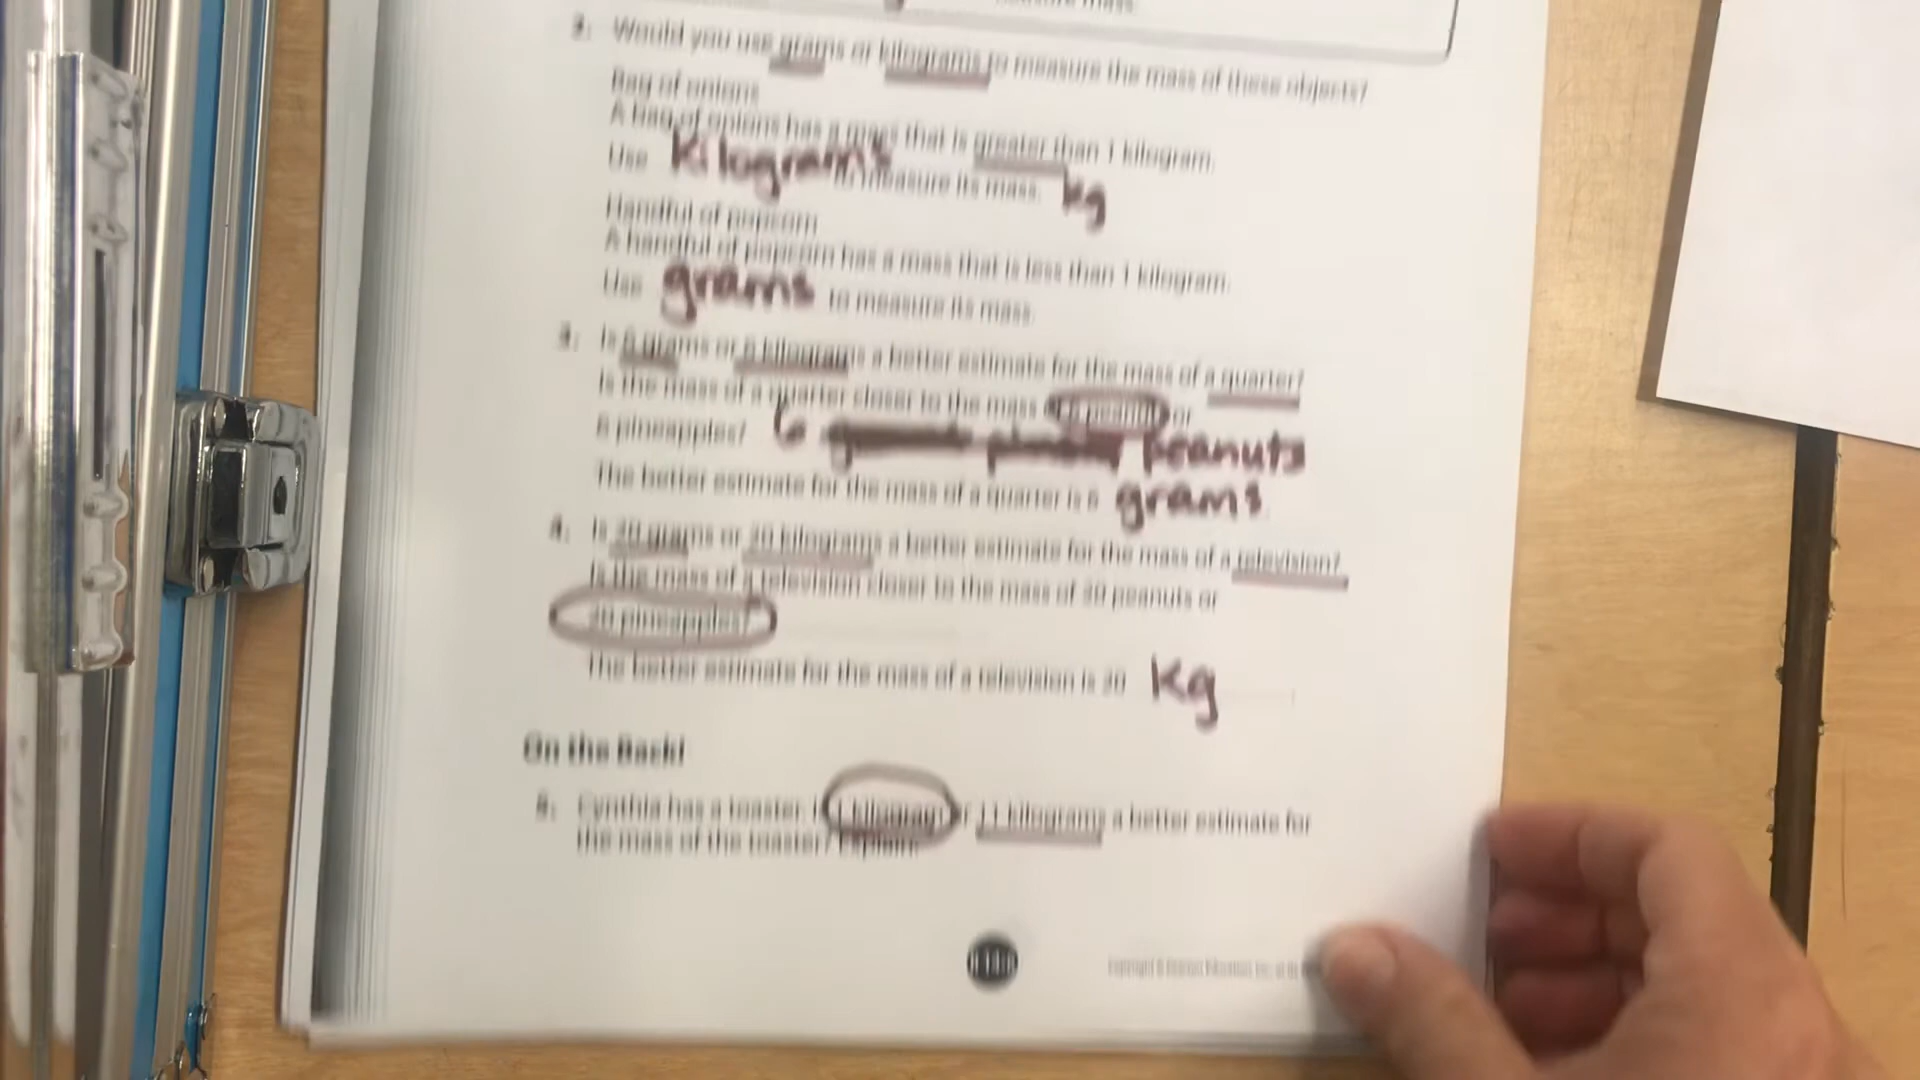 measure mass.
2. Would you use grams or kilograms to measure the mass of these objects?
Bag of onions
A bag of onions has a mass that is greater than 1 kilogram.
Use kilograms to measure its mass. kg
Handful of popcorn
A handful of popcorn has a mass that is less than 1 kilogram.
Use grams to measure its mass.
3. Is 6 grams or 6 kilograms a better estimate for the mass of a quarter?
Is the mass of a quarter closer to the mass 6 peanuts or
6 pineapples? 6 peanuts
The better estimate for the mass of a quarter is 6 grams.
4. Is 20 grams or 20 kilograms a better estimate for the mass of a television?
Is the mass of a television closer to the mass of 20 peanuts or
20 pineapples?
The better estimate for the mass of a television is 20 kg
On the Back!
5. Cynthia has a toaster. 1 kilogram or 11 kilograms a better estimate for
the mass of the toaster? Explain.
Copyright © Pearson Education, Inc.